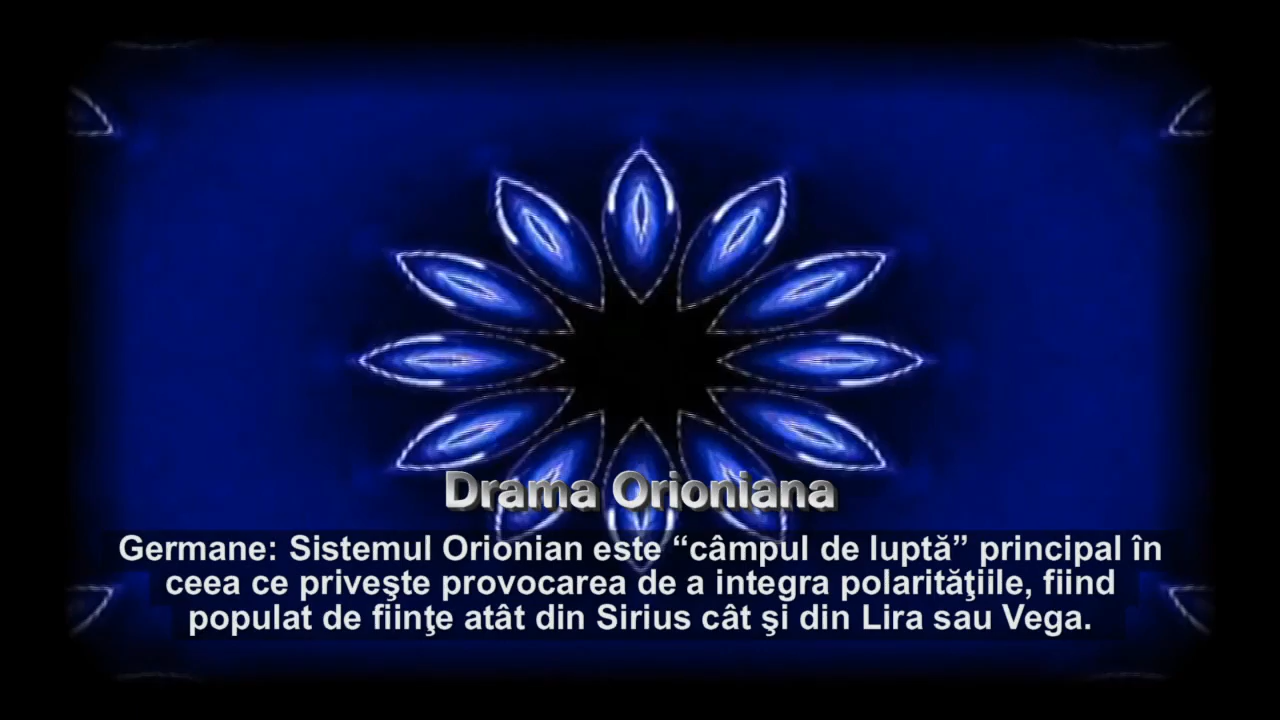 Drama Orioniana
Germane: Sistemul Orionian este “câmpul de luptă” principal în
ceea ce priveşte provocarea de a integra polarităţiile, fiind
populat de fiinţe atât din Sirius cât şi din Lira sau Vega.